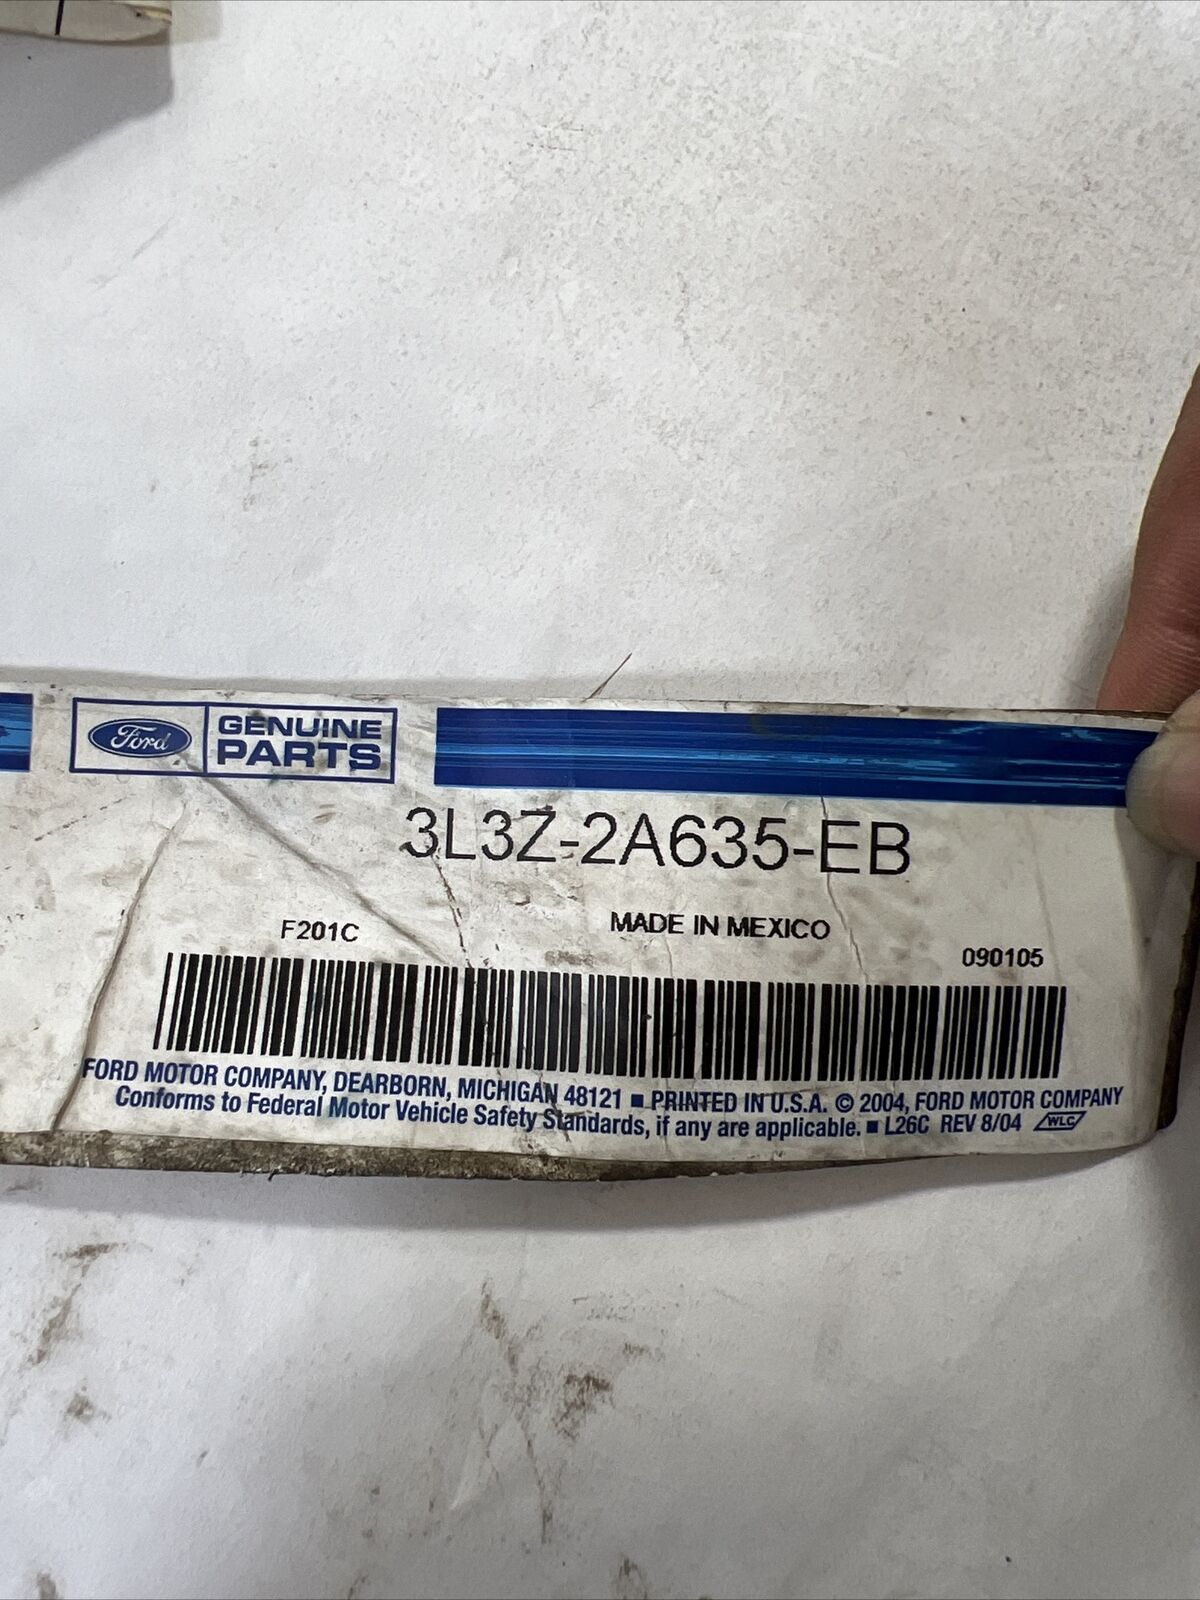 Ford GENUINE
PARTS
3L3Z-2A635-EB
F201C MADE IN MEXICO 090105
FORD MOTOR COMPANY, DEARBORN, MICHIGAN 48121 ■ PRINTED IN U.S.A. © 2004, FORD MOTOR COMPANY
Conforms to Federal Motor Vehicle Safety Standards, if any are applicable. ■ L26C REV 8/04 WLC